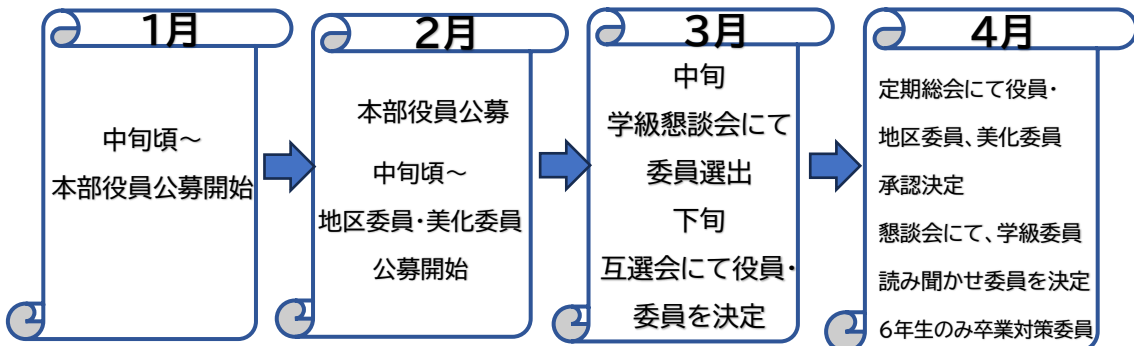 1月
中旬頃～
本部役員公募開始
2月
本部役員公募
中旬頃～
地区委員・美化委員
公募開始
3月
中旬
学級懇談会にて
委員選出
下旬
互選会にて役員・
委員を決定
4月
定期総会にて役員・
地区委員、美化委員
承認決定
懇談会にて、学級委員
読み聞かせ委員を決定
6年生のみ卒業対策委員